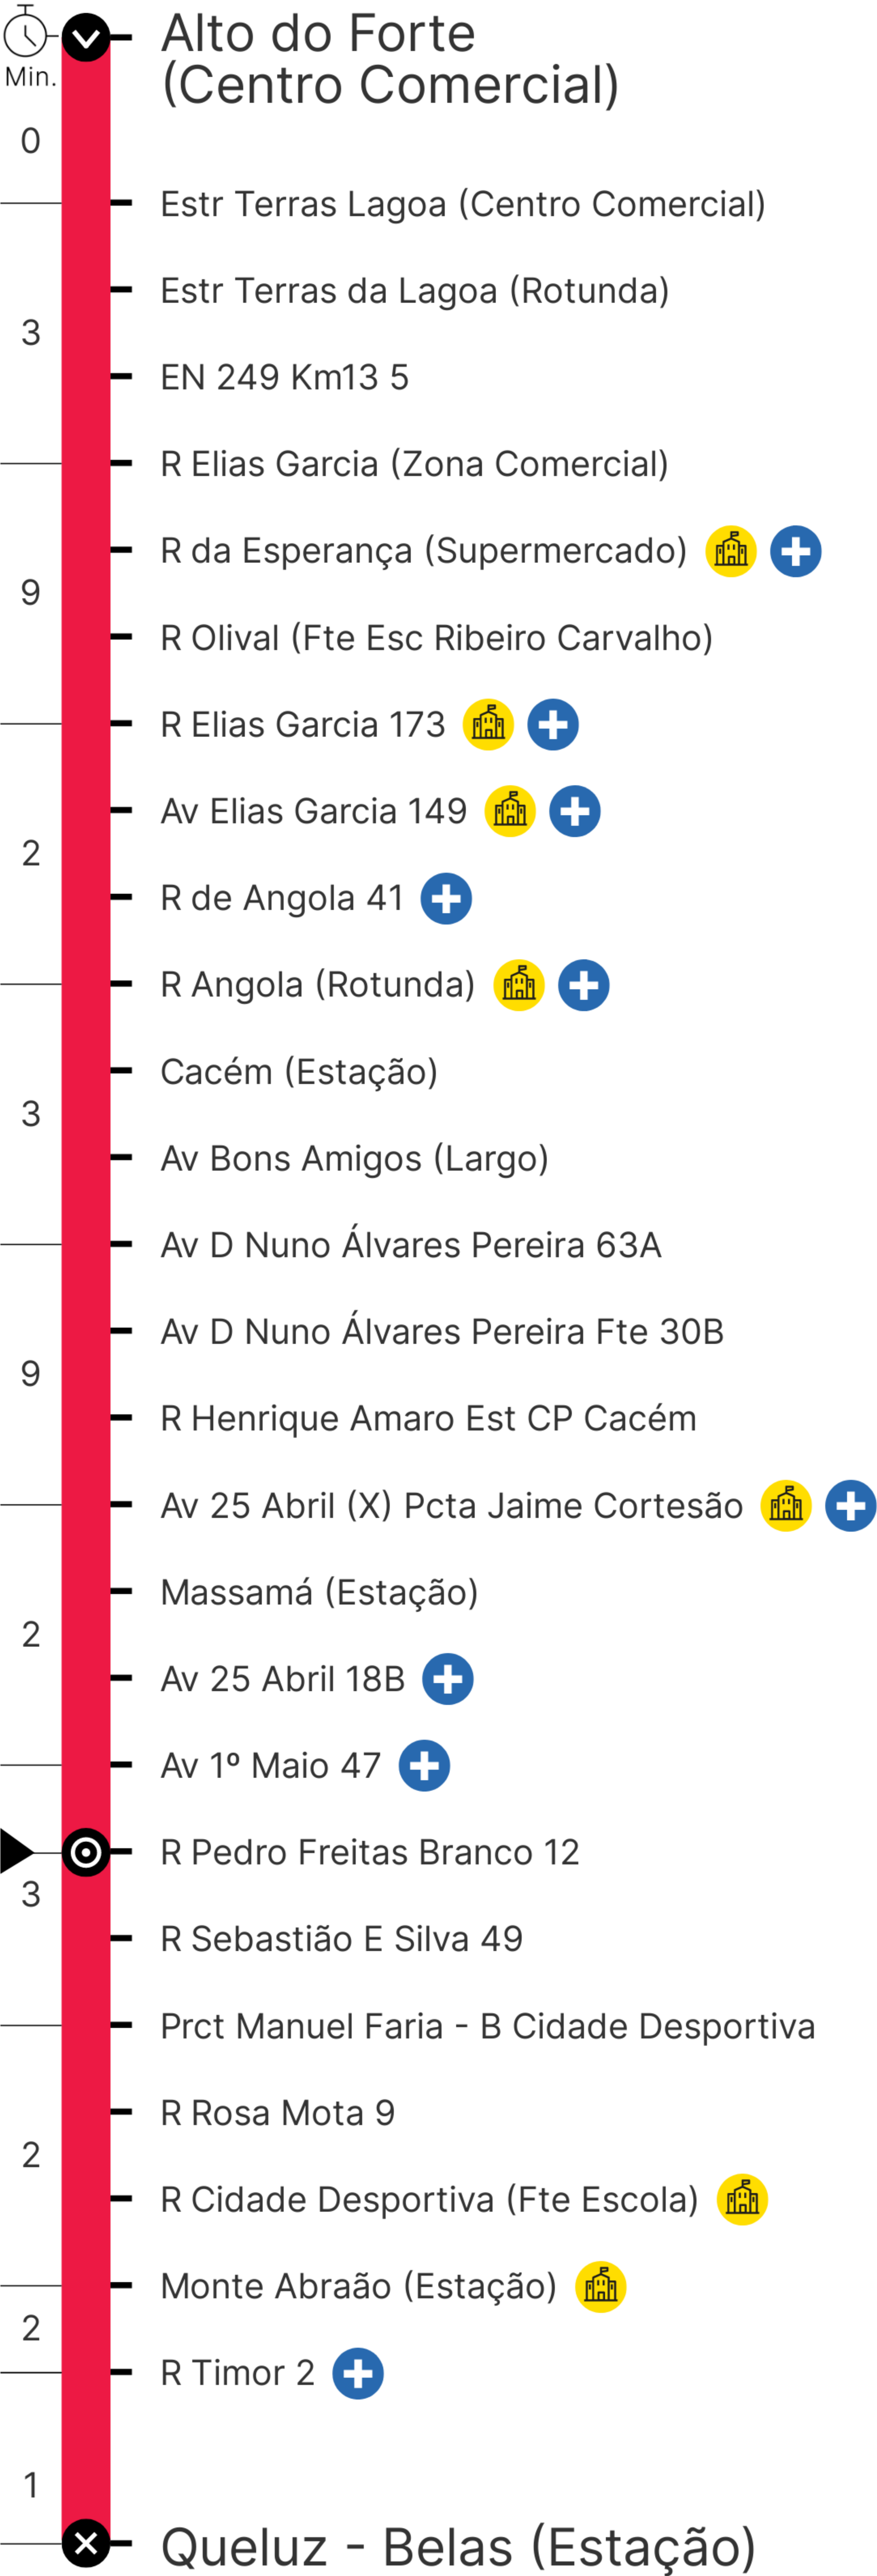 Alto do Forte
(Centro Comercial)
Min.
0
Estr Terras Lagoa (Centro Comercial)
Estr Terras da Lagoa (Rotunda)
3
EN 249 Km13 5
R Elias Garcia (Zona Comercial)
R da Esperança (Supermercado)
9
R Olival (Fte Esc Ribeiro Carvalho)
R Elias Garcia 173
Av Elias Garcia 149
2
R de Angola 41
R Angola (Rotunda)
Cacém (Estação)
3
Av Bons Amigos (Largo)
Av D Nuno Álvares Pereira 63A
Av D Nuno Álvares Pereira Fte 30B
9
R Henrique Amaro Est CP Cacém
Av 25 Abril (X) Pcta Jaime Cortesão
Massamá (Estação)
2
Av 25 Abril 18B
Av 1º Maio 47
R Pedro Freitas Branco 12
3
R Sebastião E Silva 49
Prct Manuel Faria - B Cidade Desportiva
R Rosa Mota 9
2
R Cidade Desportiva (Fte Escola)
Monte Abraão (Estação)
2
R Timor 2
1
Queluz - Belas (Estação)